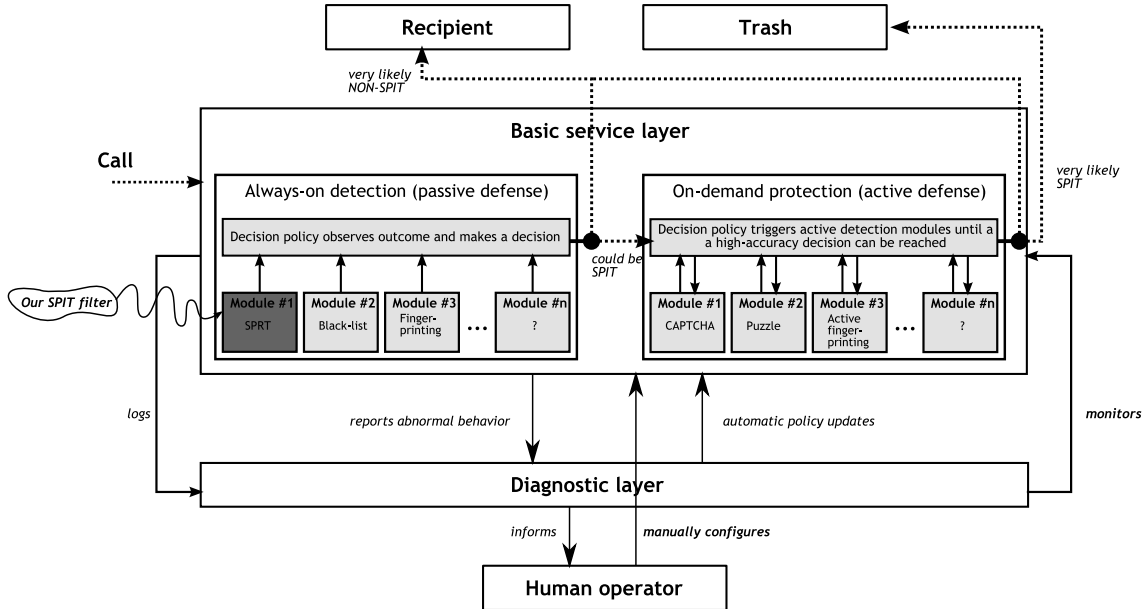 Recipient
Trash
very likely
NON-SPIT
Basic service layer
Call
very likely
SPIT
Always-on detection (passive defense)
On-demand protection (active defense)
Decision policy observes outcome and makes a decision
Decision policy triggers active detection modules until a
a high-accuracy decision can be reached
could be
SPIT
Our SPIT filter
Module #1
SPRT
Module #2
Black-list
Module #3
Finger-
printing
...
Module #n
?
Module #1
CAPTCHA
Module #2
Puzzle
Module #3
Active
finger-
printing
...
Module #n
?
logs
reports abnormal behavior
automatic policy updates
monitors
Diagnostic layer
informs
manually configures
Human operator